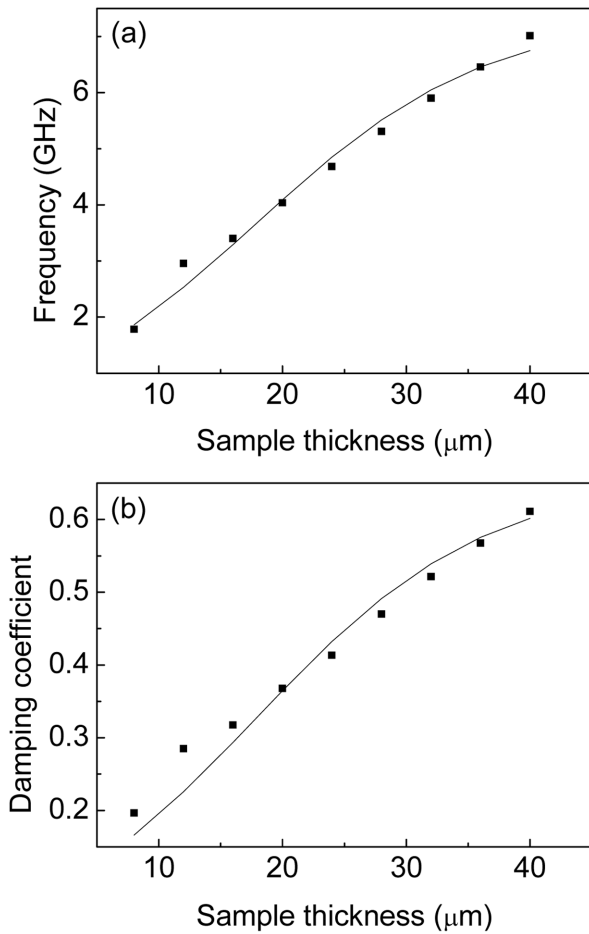 (a)
6
4
2
Frequency (GHz)
10 20 30 40
Sample thickness (μm)
(b)
0.6
0.5
0.4
0.3
0.2
Damping coefficient
10 20 30 40
Sample thickness (μm)